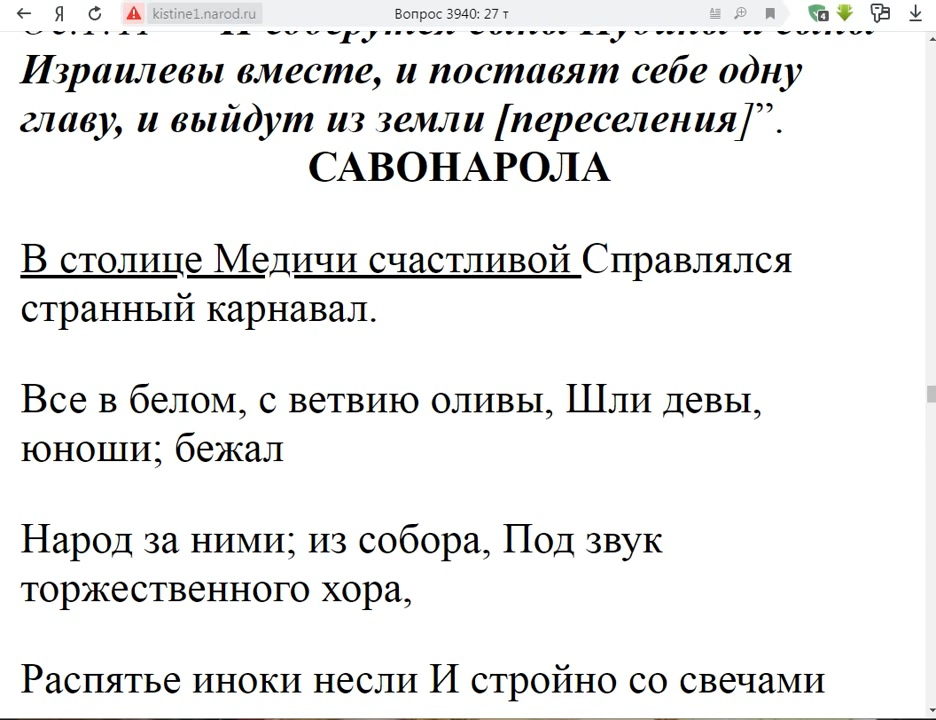 Я kistine1.narod.ru Вопрос 3940: 27 т 4
Израилевы вместе, и поставят себе одну
главу, и выйдут из земли [переселения]”.
САВОНАРОЛА
В столице Медичи счастливой Справлялся
странный карнавал.
Все в белом, с ветвию оливы, Шли девы,
юноши; бежал
Народ за ними; из собора, Под звук
торжественного хора,
Распятье иноки несли И стройно со свечами